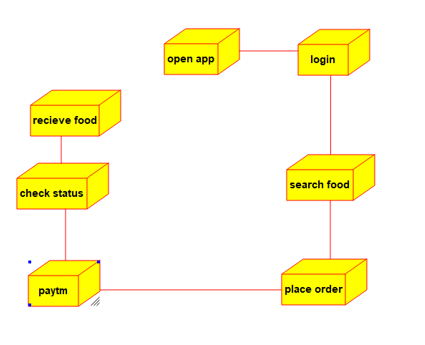 open app
login
recieve food
search food
check status
paytm
place order